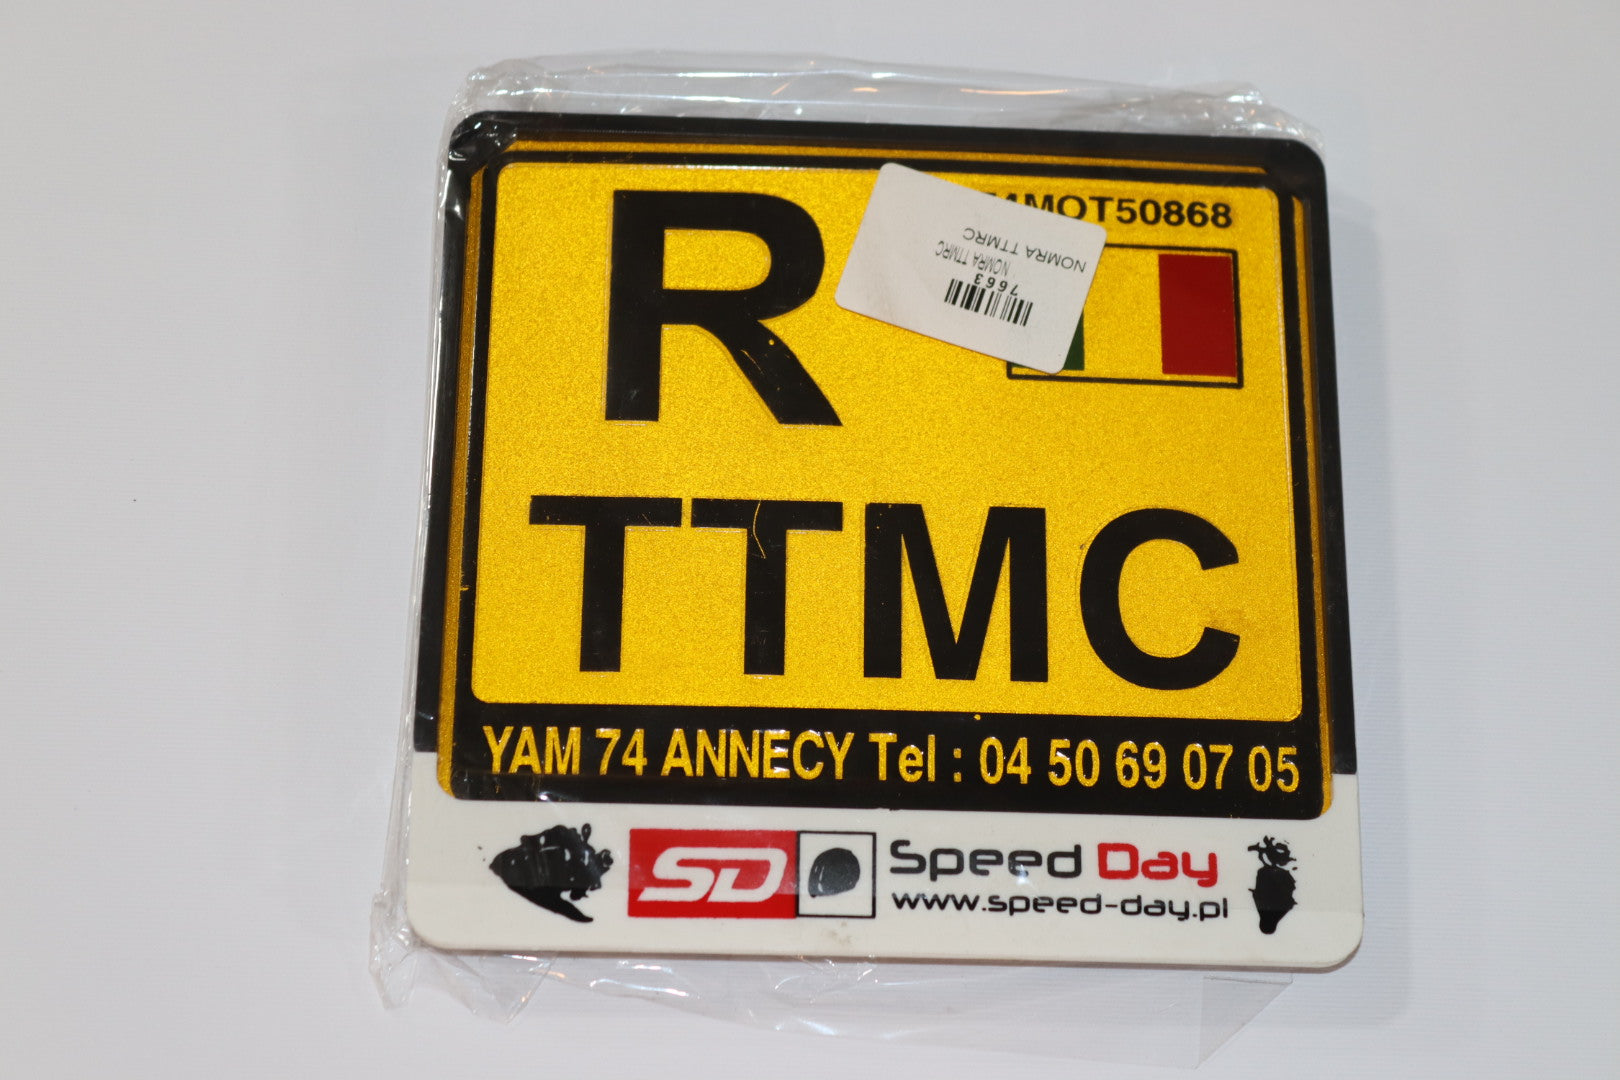 R
MOT50868
NOMRA TTMRC
NOMRA TTMRC
7663
TTMC
YAM 74 ANNECY Tel : 04 50 69 07 05
SD
Speed Day
www.speed-day.pl